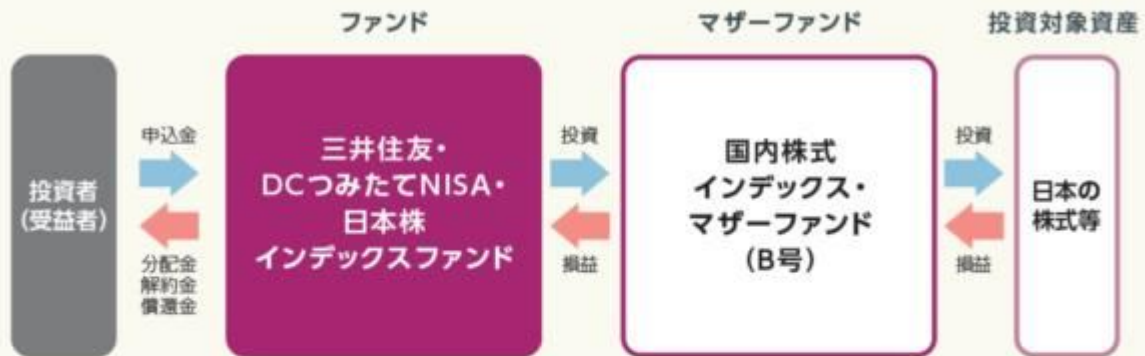 ファンド
マザーファンド
投資対象資産
投資者
(受益者)
申込金
分配金
解約金
償還金
三井住友・
DCつみたてNISA・
日本株
インデックスファンド
投資
損益
国内株式
インデックス・
マザーファンド
(B号)
投資
損益
日本の
株式等